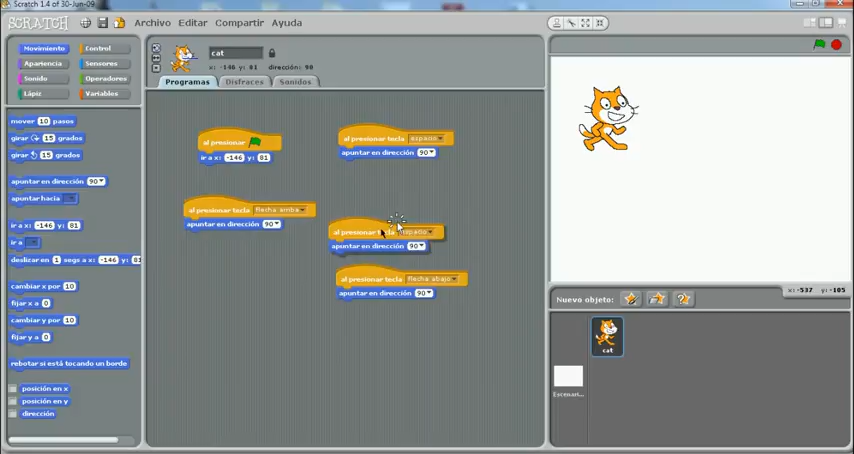 Scratch 1.4 of 30-Jun-09
SCRATCH
Archivo Editar Compartir Ayuda
Movimiento Control
Apariencia Sensores
Sonido Operadores
Lápiz Variables
mover 10 pasos
girar 15 grados
girar 15 grados
apuntar en dirección 90
apuntar hacia
ir a x: -146 y: 81
ir a
deslizar en 1 segs a x: -146 y: 81
cambiar x por 10
fijar x a 0
cambiar y por 10
fijar y a 0
rebotar si está tocando un borde
posición en x
posición en y
dirección
cat
x: -146 y: 81 dirección: 90
Programas Disfraces Sonidos
al presionar
ir a x: -146 y: 81
al presionar tecla espacio
apuntar en dirección 90
al presionar tecla flecha arriba
apuntar en dirección 90
al presionar tecla espacio
apuntar en dirección 90
al presionar tecla flecha abajo
apuntar en dirección 90
x: -537 y: -105
Nuevo objeto:
cat
Escenari...